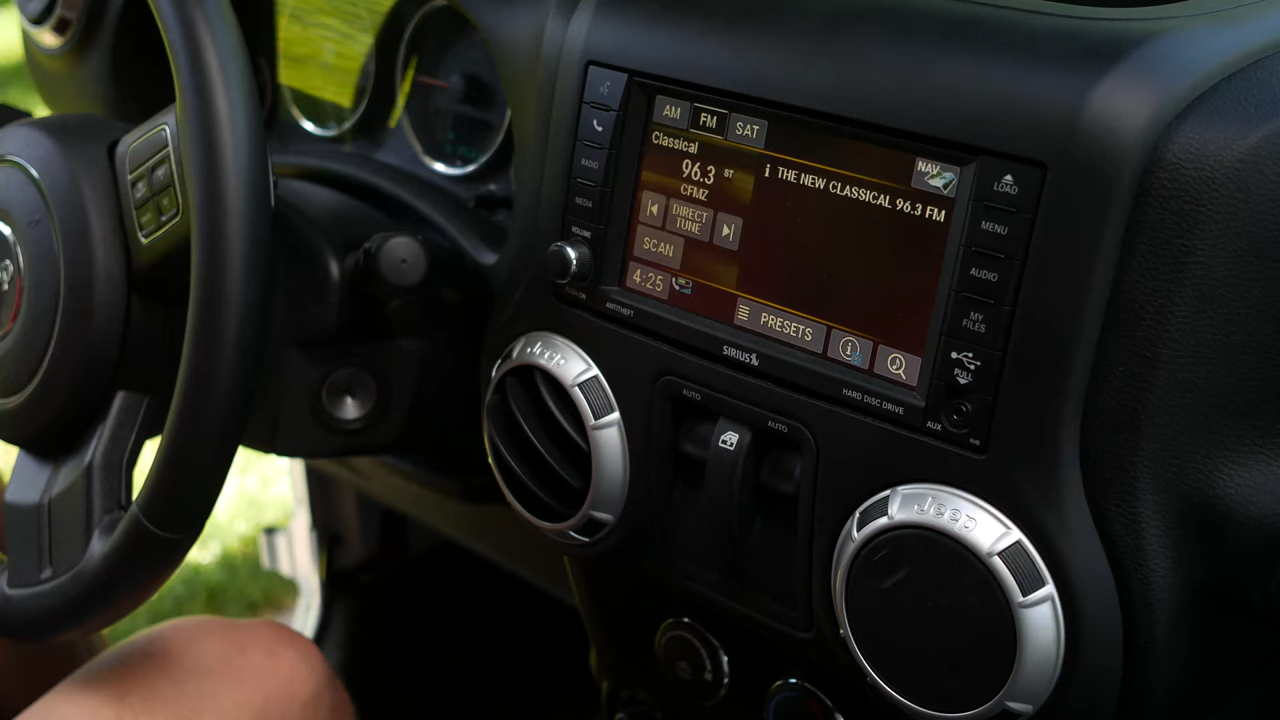 AM
FM
SAT
Classical
96.3 ST
CFMZ
DIRECT
TUNE
SCAN
4:25
NAV
i THE NEW CLASSICAL 96.3 FM
PRESETS
i
RADIO
MEDIA
VOLUME
ANTITHEFT
SIRIUS
HARD DISC DRIVE
LOAD
MENU
AUDIO
MY
FILES
PULL
AUX
Jeep
AUTO
AUTO
Jeep